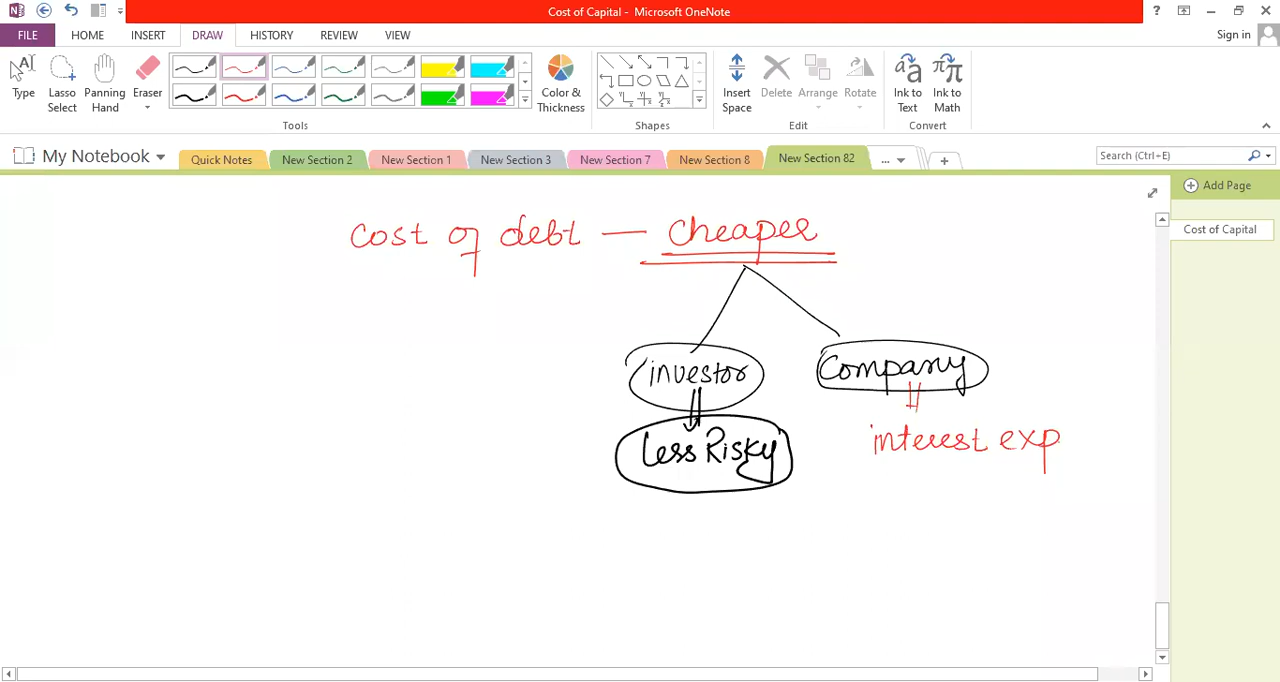 Cost of Capital - Microsoft OneNote
?
FILE HOME INSERT DRAW HISTORY REVIEW VIEW
Sign in
Type
Lasso Select
Panning Hand
Eraser
Color & Thickness
Insert Space
Delete
Arrange
Rotate
Ink to Text
Ink to Math
Tools
Shapes
Edit
Convert
My Notebook
Quick Notes
New Section 2
New Section 1
New Section 3
New Section 7
New Section 8
New Section 82
...
Search (Ctrl+E)
Add Page
Cost of Capital
Cost of debt — Cheaper
investor
Company
less Risky
interest exp